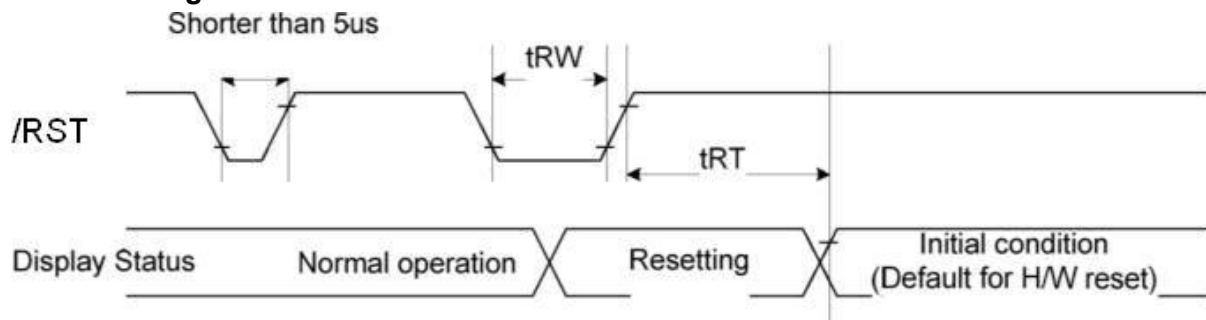 Shorter than 5us
tRW
/RST
tRT
Display Status
Normal operation
Resetting
Initial condition
(Default for H/W reset)